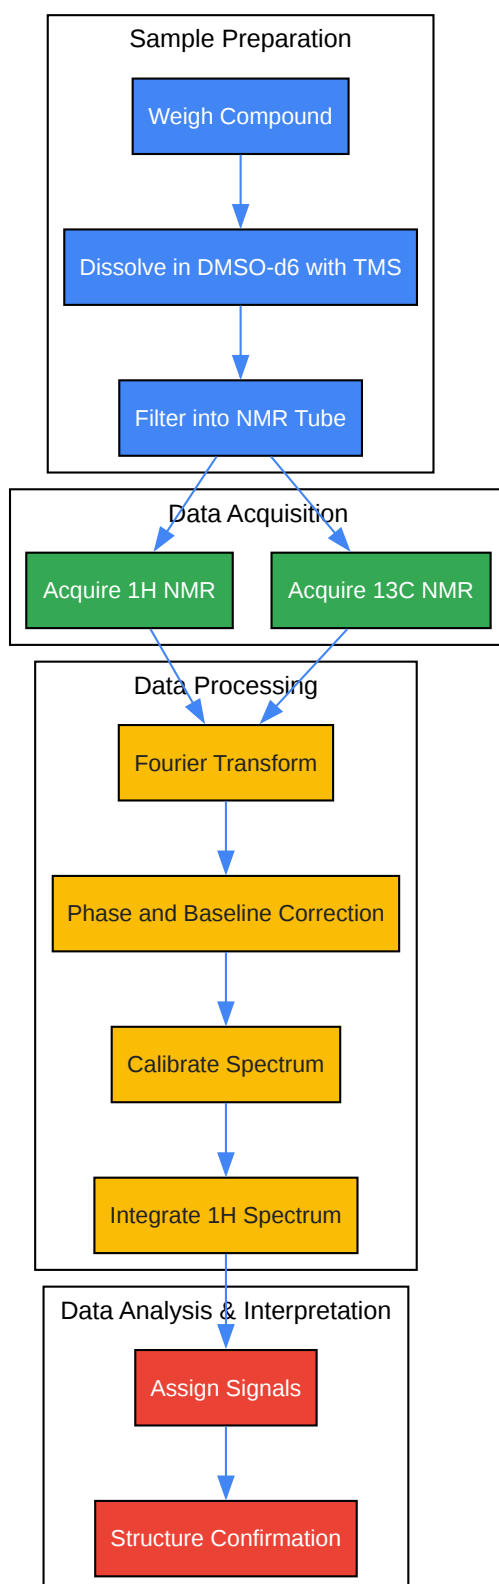 Sample Preparation
Weigh Compound
Dissolve in DMSO-d6 with TMS
Filter into NMR Tube
Data Acquisition
Acquire 1H NMR
Acquire 13C NMR
Data Processing
Fourier Transform
Phase and Baseline Correction
Calibrate Spectrum
Integrate 1H Spectrum
Data Analysis & Interpretation
Assign Signals
Structure Confirmation